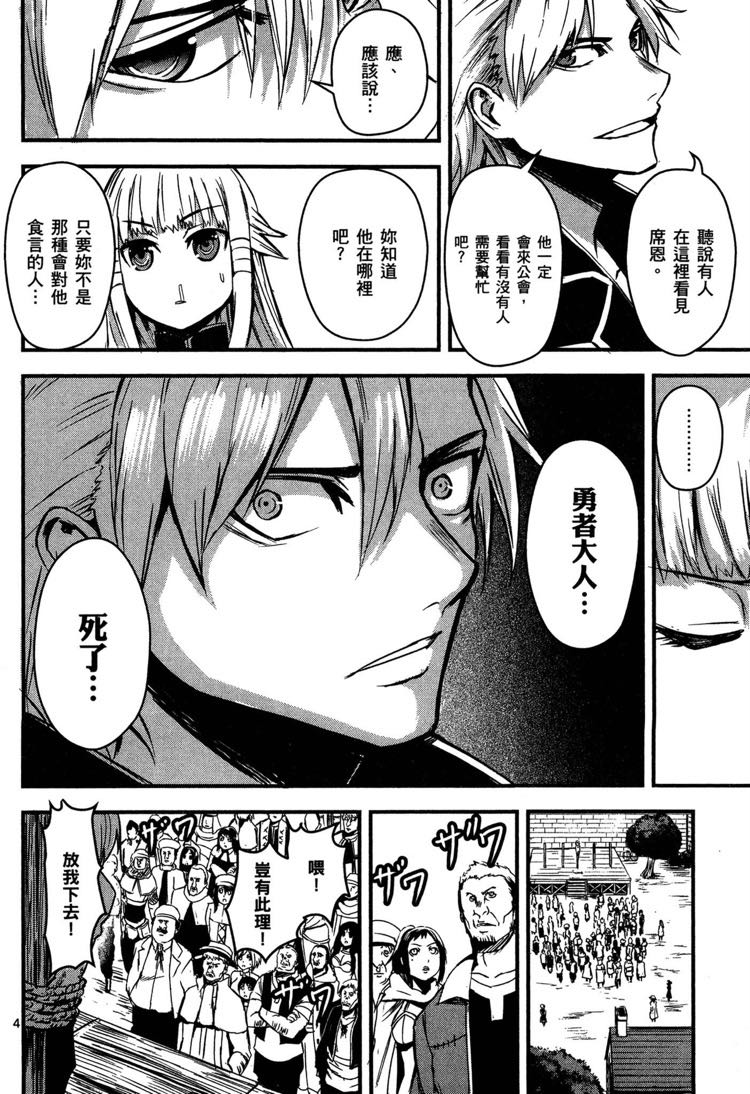 聽說有人
在這裡看見
席恩。
他一定
會來公會，
看看有沒有人
需要幫忙
吧？
應、
應該說…
妳知道
他在哪裡
吧？
只要妳不是
那種會對他
食言的人…
…………
勇者大人…
死了…
ザワ
ザワ
喂！
豈有此理！
ザワ
ザワ
放我下去！
4